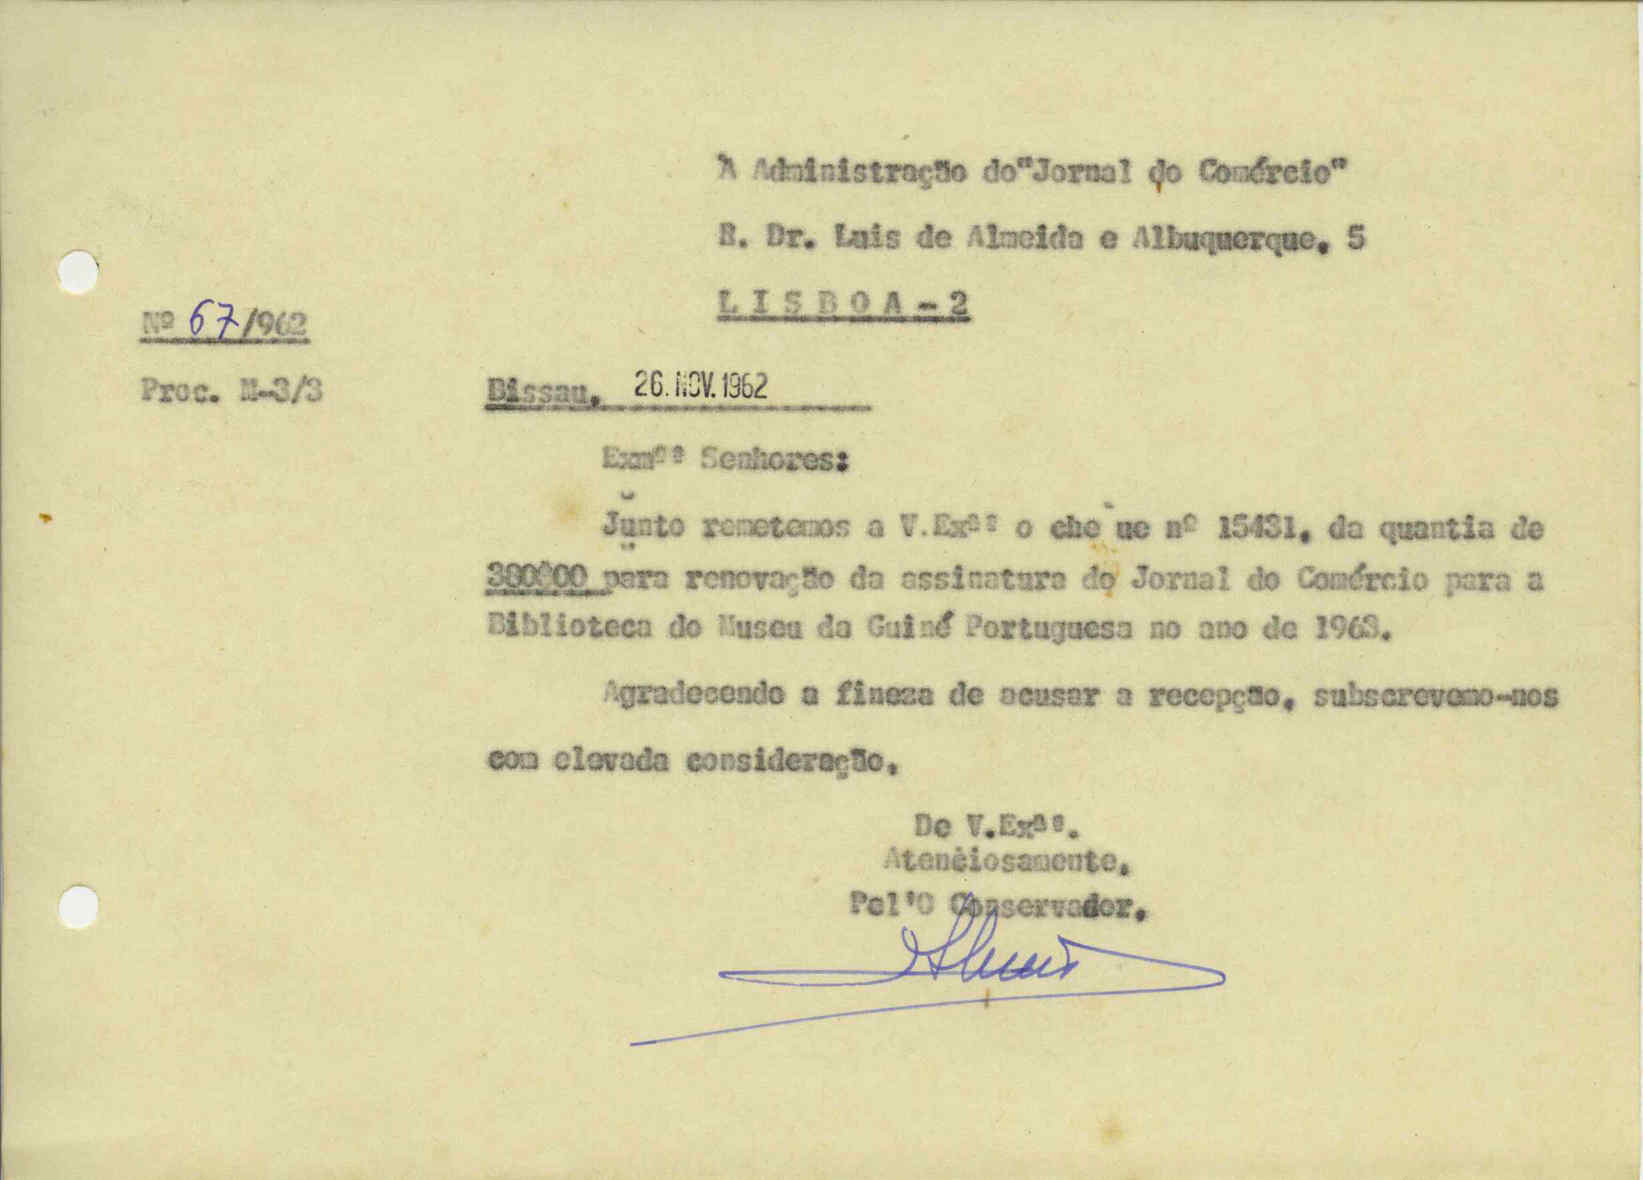 À Administração do"Jornal do Comércio"
R. Dr. Luis de Almeida e Albuquerque, 5
LISBOA-2
Nº 67/962
Proc. M-3/3
Bissau, 26.NOV.1962
Exmºˢ Senhores:
Junto remetemos a V.Exªˢ o che ue nº 15431, da quantia de
para renovação da assinatura do Jornal do Comércio para a
Biblioteca do Museu da Guiné Portuguesa no ano de 1963.
Agradecendo a fineza de acusar a recepção, subscrevemo-nos
com elevada consideração.
De V.Exªˢ.
Atenciosamente,
Pel'O Conservador,